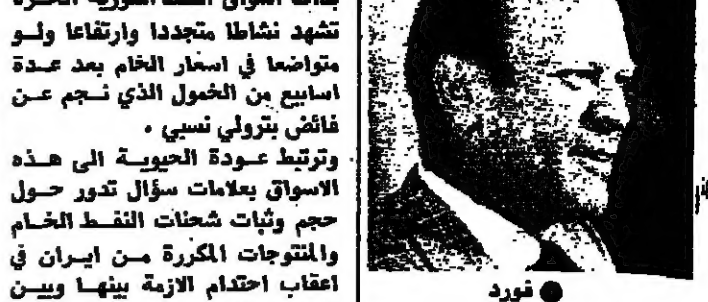 تشهد نشاطا متجددا وارتفاعا ولو
متواضعا في اسعار الخام بعد عدة
اسابيع من الخمول الذي نجم عن
فائض بترولي نسبي .
وترتبط عودة الحيوية الى هذه
الاسواق بعلامات سؤال تدور حول
حجم وثبات شحنات النفط الخام
والمنتوجات المكررة من ايران في
اعقاب احتدام الازمة بينها وبين
فورد